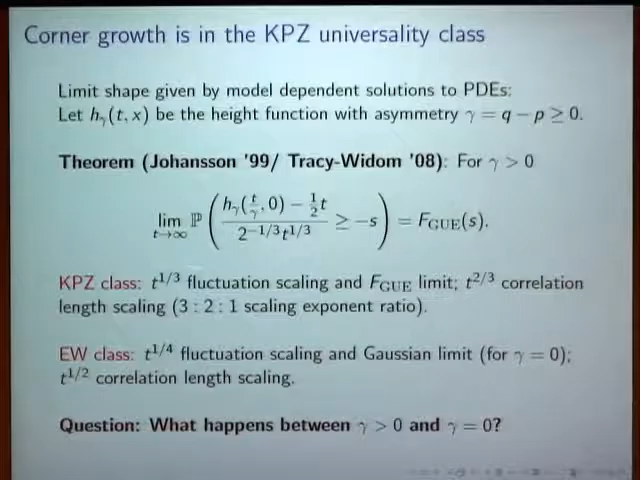 Corner growth is in the KPZ universality class
Limit shape given by model dependent solutions to PDEs:
Let h_γ(t, x) be the height function with asymmetry γ = q − p ≥ 0.
Theorem (Johansson '99/ Tracy-Widom '08): For γ > 0
lim_{t→∞} ℙ( (h_γ(t/γ, 0) − ½t) / (2^{−1/3}t^{1/3}) ≥ −s ) = F_GUE(s).
KPZ class: t^{1/3} fluctuation scaling and F_GUE limit; t^{2/3} correlation
length scaling (3 : 2 : 1 scaling exponent ratio).
EW class: t^{1/4} fluctuation scaling and Gaussian limit (for γ = 0);
t^{1/2} correlation length scaling.
Question: What happens between γ > 0 and γ = 0?